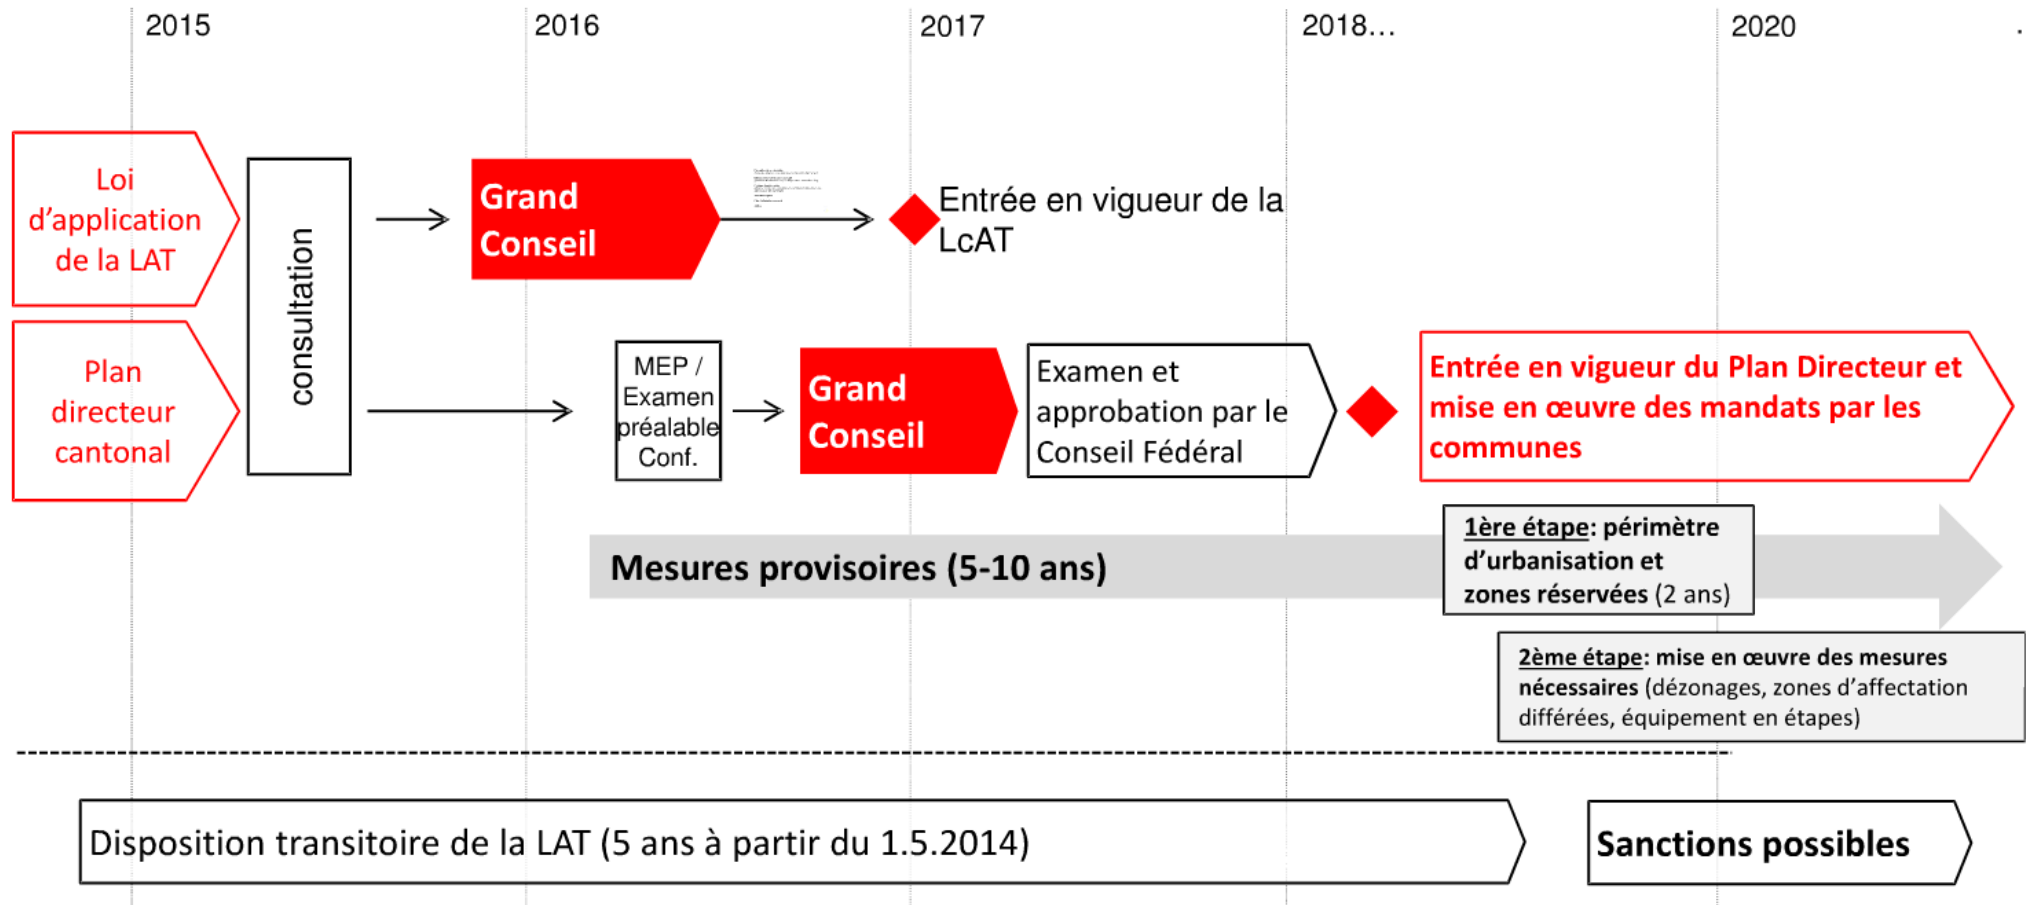 2015
2016
2017
2018…
2020
.
Loi
d'application
de la LAT
consultation
Grand
Conseil
Entrée en vigueur de la
LcAT
Plan
directeur
cantonal
MEP /
Examen
préalable
Conf.
Grand
Conseil
Examen et
approbation par le
Conseil Fédéral
Entrée en vigueur du Plan Directeur et
mise en œuvre des mandats par les
communes
Mesures provisoires (5-10 ans)
1ère étape: périmètre
d'urbanisation et
zones réservées (2 ans)
2ème étape: mise en œuvre des mesures
nécessaires (dézonages, zones d'affectation
différées, équipement en étapes)
Disposition transitoire de la LAT (5 ans à partir du 1.5.2014)
Sanctions possibles